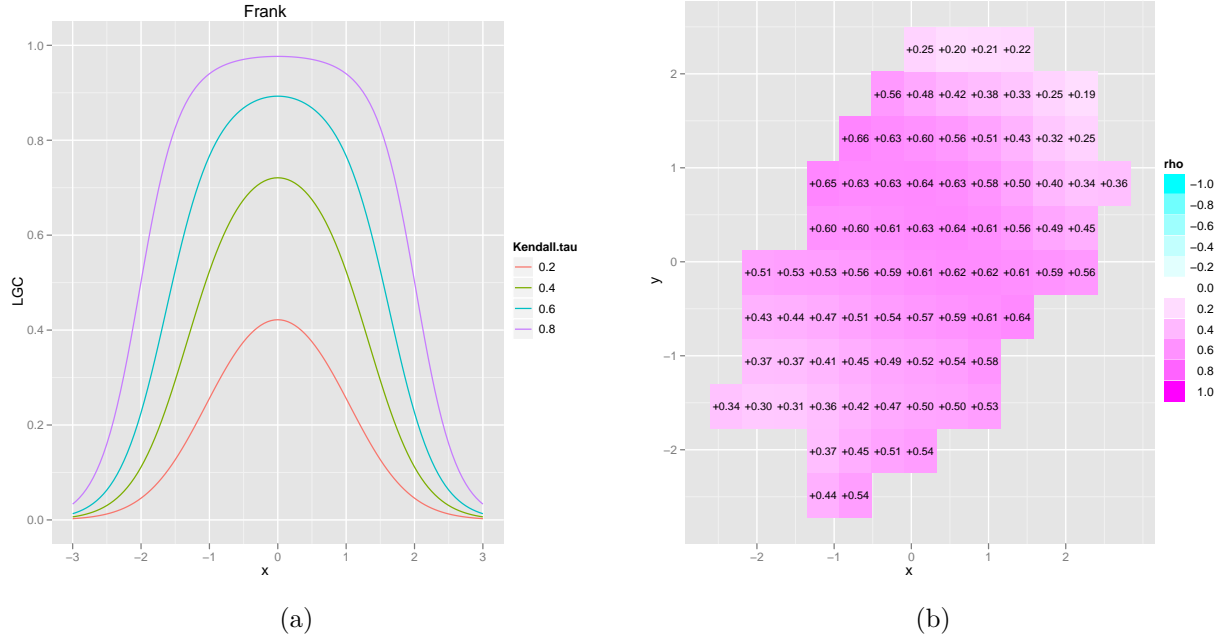 Frank
1.0
0.8
0.6
0.4
0.2
0.0
LGC
−3 −2 −1 0 1 2 3
x
Kendall.tau
0.2
0.4
0.6
0.8
(a)
+0.25 +0.20 +0.21 +0.22
+0.56 +0.48 +0.42 +0.38 +0.33 +0.25 +0.19
+0.66 +0.63 +0.60 +0.56 +0.51 +0.43 +0.32 +0.25
+0.65 +0.63 +0.63 +0.64 +0.63 +0.58 +0.50 +0.40 +0.34 +0.36
+0.60 +0.60 +0.61 +0.63 +0.64 +0.61 +0.56 +0.49 +0.45
+0.51 +0.53 +0.53 +0.56 +0.59 +0.61 +0.62 +0.62 +0.61 +0.59 +0.56
+0.43 +0.44 +0.47 +0.51 +0.54 +0.57 +0.59 +0.61 +0.64
+0.37 +0.37 +0.41 +0.45 +0.49 +0.52 +0.54 +0.58
+0.34 +0.30 +0.31 +0.36 +0.42 +0.47 +0.50 +0.50 +0.53
+0.37 +0.45 +0.51 +0.54
+0.44 +0.54
2
1
0
−1
−2
y
−2 −1 0 1 2
x
rho
−1.0
−0.8
−0.6
−0.4
−0.2
0.0
0.2
0.4
0.6
0.8
1.0
(b)